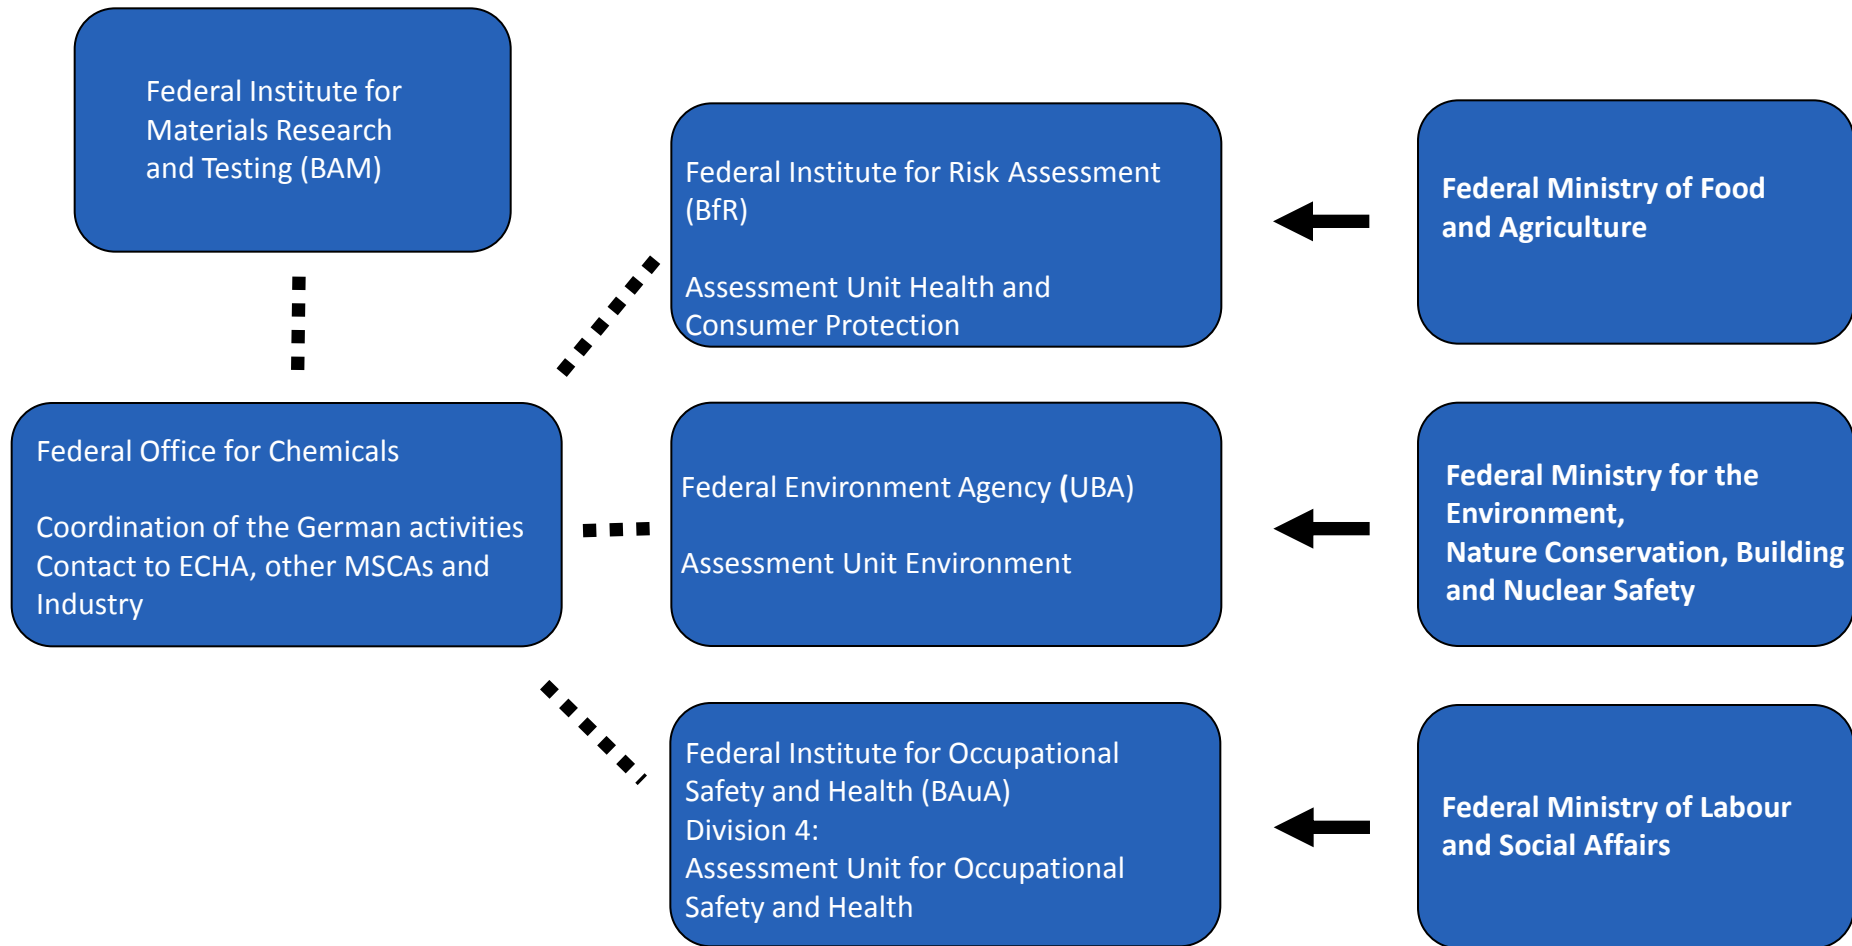 Federal Institute for
Materials Research
and Testing (BAM)
Federal Office for Chemicals
Coordination of the German activities
Contact to ECHA, other MSCAs and
Industry
Federal Institute for Risk Assessment
(BfR)
Assessment Unit Health and
Consumer Protection
Federal Environment Agency (UBA)
Assessment Unit Environment
Federal Institute for Occupational
Safety and Health (BAuA)
Division 4:
Assessment Unit for Occupational
Safety and Health
Federal Ministry of Food
and Agriculture
Federal Ministry for the
Environment,
Nature Conservation, Building
and Nuclear Safety
Federal Ministry of Labour
and Social Affairs